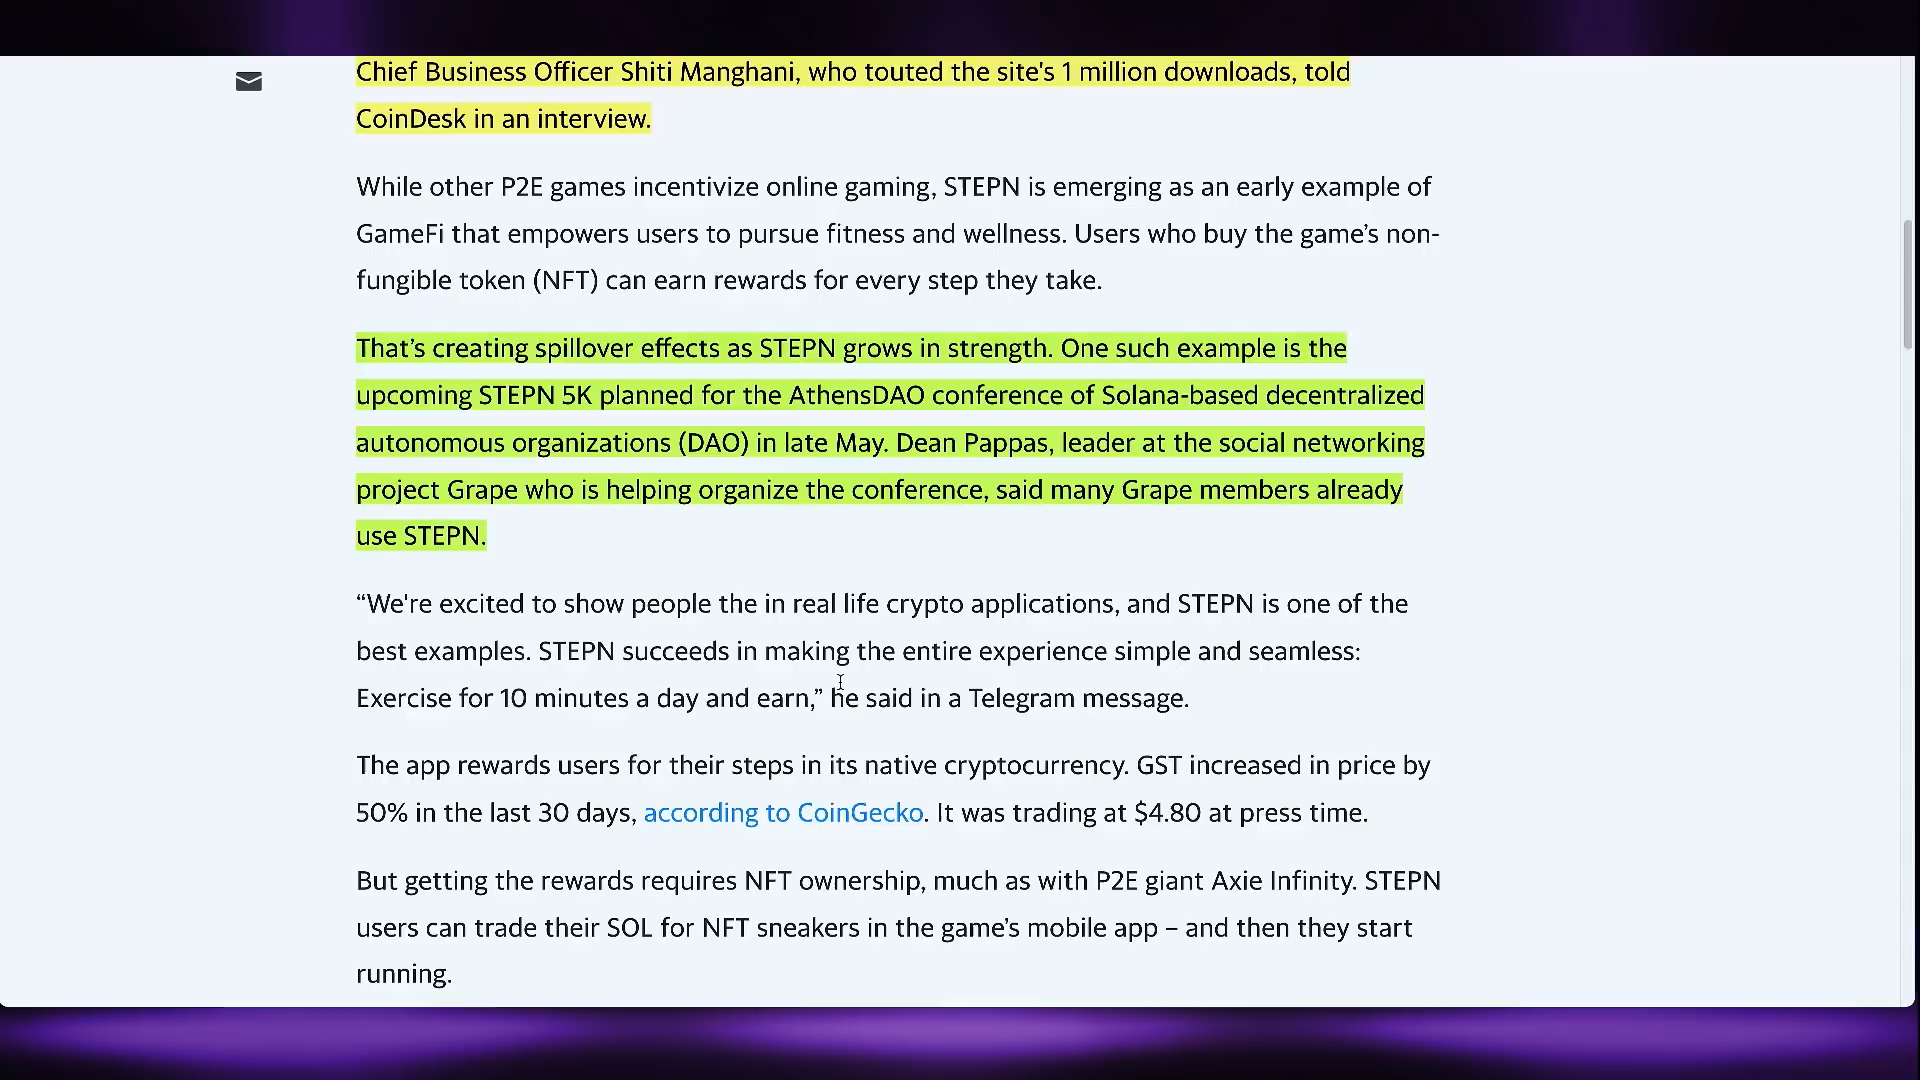 Chief Business Officer Shiti Manghani, who touted the site's 1 million downloads, told
CoinDesk in an interview.
While other P2E games incentivize online gaming, STEPN is emerging as an early example of
GameFi that empowers users to pursue fitness and wellness. Users who buy the game’s non-
fungible token (NFT) can earn rewards for every step they take.
That’s creating spillover effects as STEPN grows in strength. One such example is the
upcoming STEPN 5K planned for the AthensDAO conference of Solana-based decentralized
autonomous organizations (DAO) in late May. Dean Pappas, leader at the social networking
project Grape who is helping organize the conference, said many Grape members already
use STEPN.
“We're excited to show people the in real life crypto applications, and STEPN is one of the
best examples. STEPN succeeds in making the entire experience simple and seamless:
Exercise for 10 minutes a day and earn,” he said in a Telegram message.
The app rewards users for their steps in its native cryptocurrency. GST increased in price by
50% in the last 30 days, according to CoinGecko. It was trading at $4.80 at press time.
But getting the rewards requires NFT ownership, much as with P2E giant Axie Infinity. STEPN
users can trade their SOL for NFT sneakers in the game’s mobile app – and then they start
running.